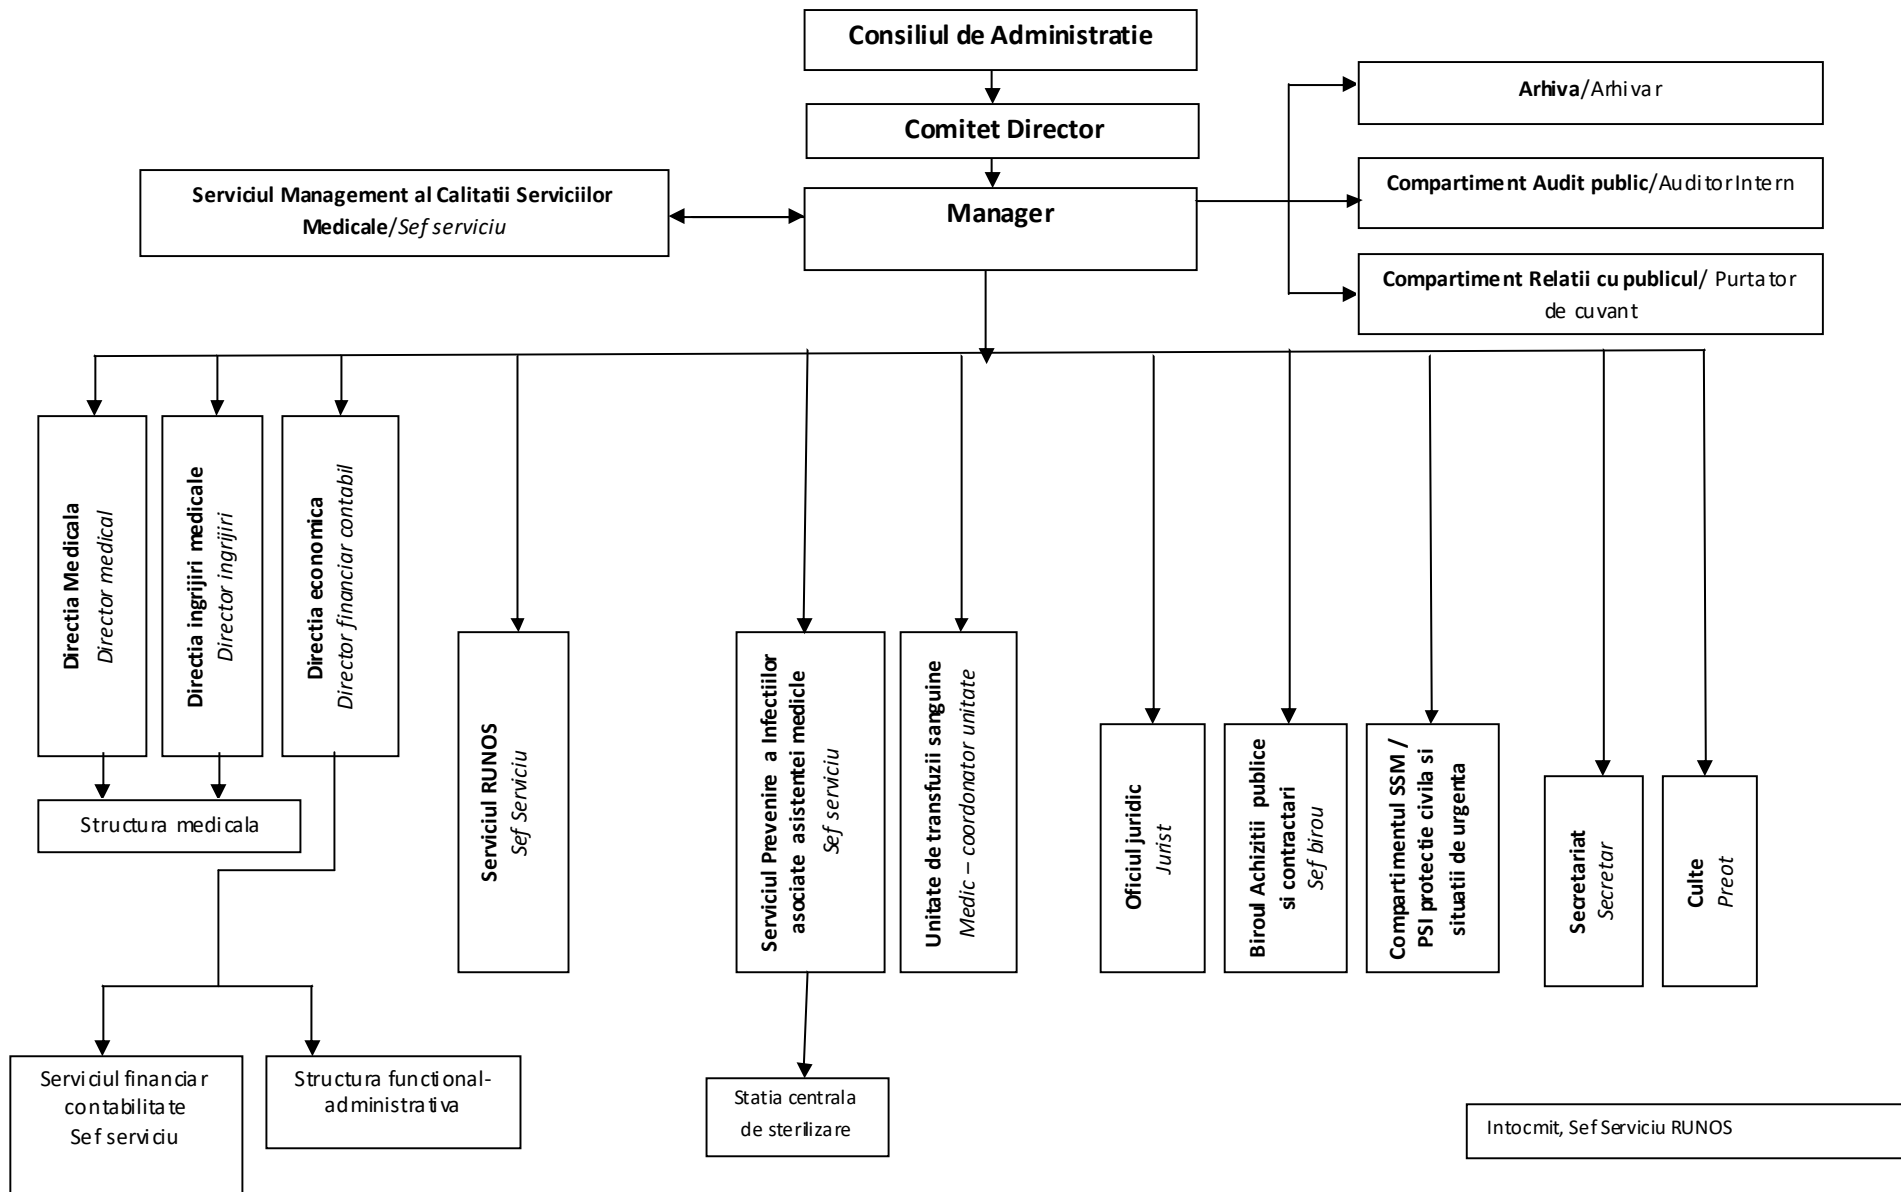 Consiliul de Administratie
Arhiva/Arhivar
Comitet Director
Serviciul Management al Calitatii Serviciilor
Medicale/Sef serviciu
Manager
Compartiment Audit public/Auditor Intern
Compartiment Relatii cu publicul/ Purtator
de cuvant
Directia Medicala
Director medical
Directia ingrijiri medicale
Director ingrijiri
Directia economica
Director financiar contabil
Serviciul RUNOS
Sef Serviciu
Serviciul Prevenire a Infectiilor
asociate asistentei medicle
Sef serviciu
Unitate de transfuzii sanguine
Medic – coordonator unitate
Oficiul juridic
Jurist
Biroul Achizitii publice
si contractari
Sef birou
Compartimentul SSM /
PSI protectie civila si
situatii de urgenta
Secretariat
Secretar
Culte
Preot
Structura medicala
Serviciul financiar
contabilitate
Sef serviciu
Structura functional-
administrativa
Statia centrala
de sterilizare
Intocmit, Sef Serviciu RUNOS